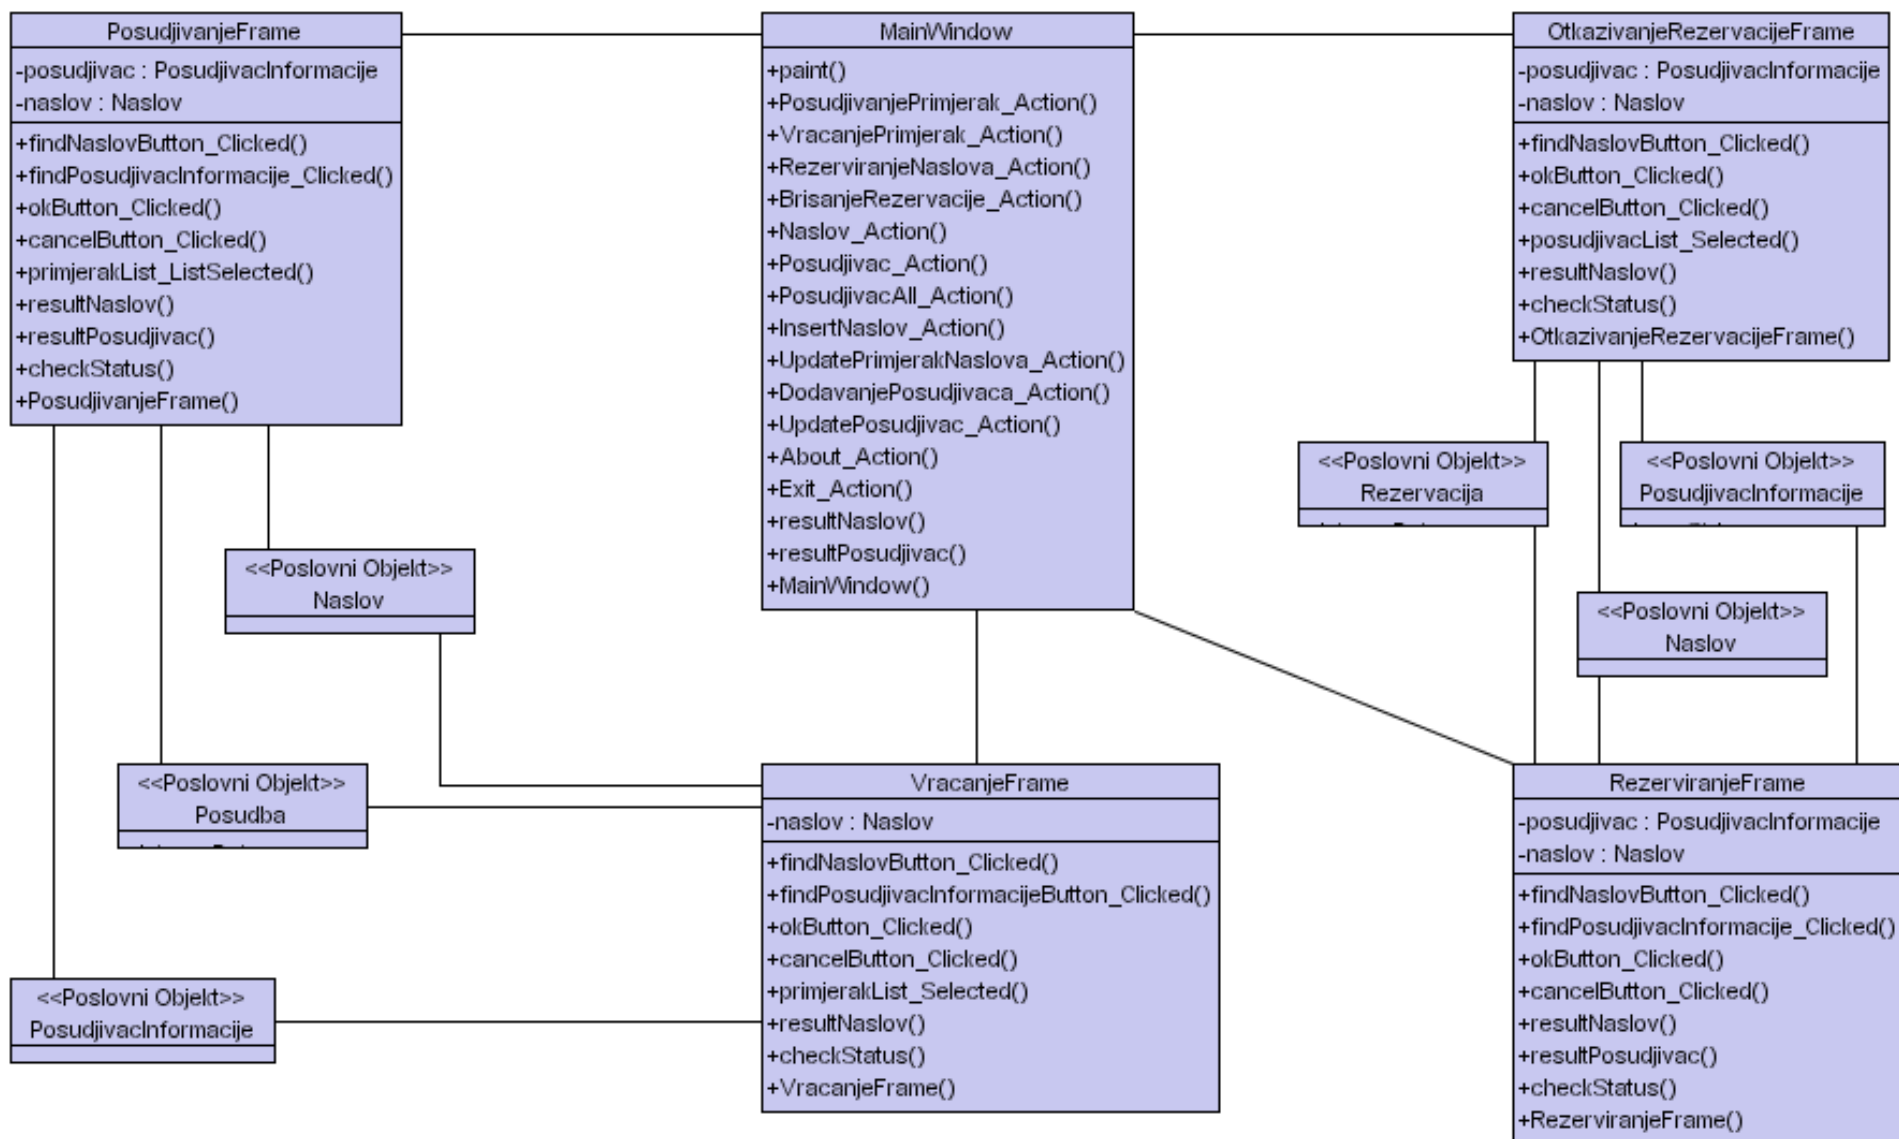 PosudjivanjeFrame
-posudjivac : PosudjivacInformacije
-naslov : Naslov
+findNaslovButton_Clicked()
+findPosudjivacInformacije_Clicked()
+okButton_Clicked()
+cancelButton_Clicked()
+primjerakList_ListSelected()
+resultNaslov()
+resultPosudjivac()
+checkStatus()
+PosudjivanjeFrame()
MainWindow
+paint()
+PosudjivanjePrimjerak_Action()
+VracanjePrimjerak_Action()
+RezerviranjeNaslova_Action()
+BrisanjeRezervacije_Action()
+Naslov_Action()
+Posudjivac_Action()
+PosudjivacAll_Action()
+InsertNaslov_Action()
+UpdatePrimjerakNaslova_Action()
+DodavanjePosudjivaca_Action()
+UpdatePosudjivac_Action()
+About_Action()
+Exit_Action()
+resultNaslov()
+resultPosudjivac()
+MainWindow()
OtkazivanjeRezervacijeFrame
-posudjivac : PosudjivacInformacije
-naslov : Naslov
+findNaslovButton_Clicked()
+okButton_Clicked()
+cancelButton_Clicked()
+posudjivacList_Selected()
+resultNaslov()
+checkStatus()
+OtkazivanjeRezervacijeFrame()
<<Poslovni Objekt>>
Rezervacija
<<Poslovni Objekt>>
PosudjivacInformacije
<<Poslovni Objekt>>
Naslov
<<Poslovni Objekt>>
Naslov
<<Poslovni Objekt>>
Posudba
<<Poslovni Objekt>>
PosudjivacInformacije
VracanjeFrame
-naslov : Naslov
+findNaslovButton_Clicked()
+findPosudjivacInformacijeButton_Clicked()
+okButton_Clicked()
+cancelButton_Clicked()
+primjerakList_Selected()
+resultNaslov()
+checkStatus()
+VracanjeFrame()
RezerviranjeFrame
-posudjivac : PosudjivacInformacije
-naslov : Naslov
+findNaslovButton_Clicked()
+findPosudjivacInformacije_Clicked()
+okButton_Clicked()
+cancelButton_Clicked()
+resultNaslov()
+resultPosudjivac()
+checkStatus()
+RezerviranjeFrame()